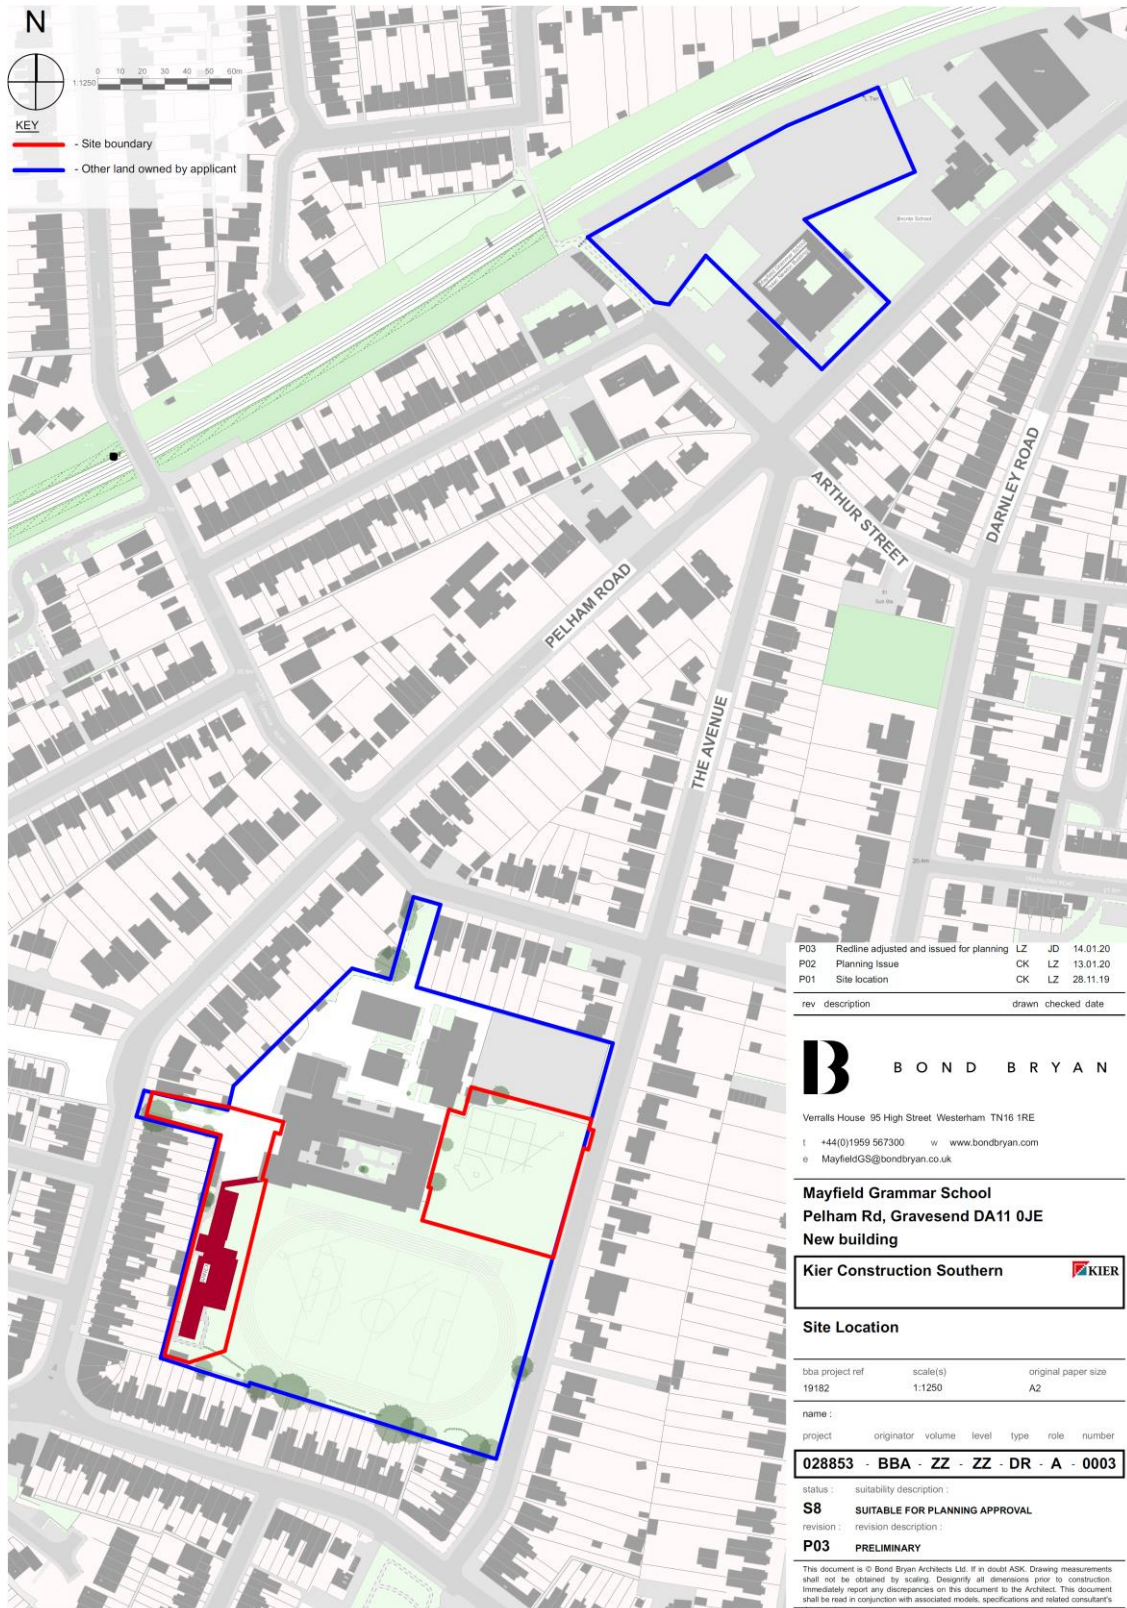 N
1:1250
0 10 20 30 40 50 60m
KEY
- Site boundary
- Other land owned by applicant
Bronte School
ARTHUR STREET
DARNLEY ROAD
El
Sub Sta
PELHAM ROAD
THE AVENUE
20.4m
P03 Redline adjusted and issued for planning LZ JD 14.01.20
P02 Planning Issue CK LZ 13.01.20
P01 Site location CK LZ 28.11.19
rev description drawn checked date
B BOND BRYAN
Verralls House 95 High Street Westerham TN16 1RE
t +44(0)1959 567300 w www.bondbryan.com
e MayfieldGS@bondbryan.co.uk
Mayfield Grammar School
Pelham Rd, Gravesend DA11 0JE
New building
Kier Construction Southern KIER
Site Location
bba project ref scale(s) original paper size
19182 1:1250 A2
name :
project originator volume level type role number
028853 - BBA - ZZ - ZZ - DR - A - 0003
status : suitability description :
S8 SUITABLE FOR PLANNING APPROVAL
revision : revision description :
P03 PRELIMINARY
This document is © Bond Bryan Architects Ltd. If in doubt ASK. Drawing measurements
shall not be obtained by scaling. Designrify all dimensions prior to construction.
Immediately report any discrepancies on this document to the Architect. This document
shall be read in conjunction with associated models, specifications and related consultant's